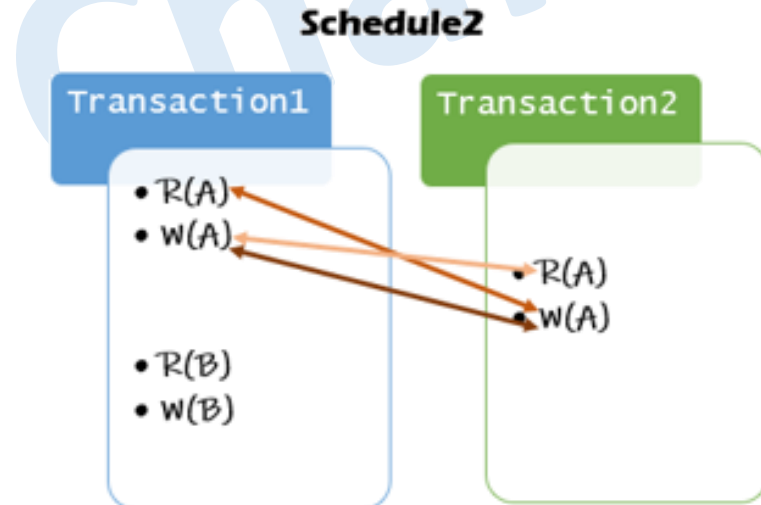 Schedule2
Transaction1
Transaction2
• R(A)
• W(A)
• R(A)
• W(A)
• R(B)
• W(B)